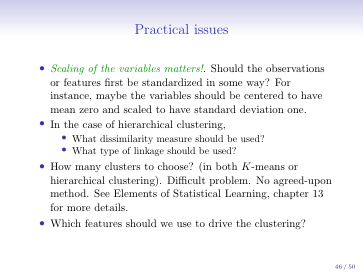 Practical issues
• Scaling of the variables matters!. Should the observations
or features first be standardized in some way? For
instance, maybe the variables should be centered to have
mean zero and scaled to have standard deviation one.
• In the case of hierarchical clustering,
• What dissimilarity measure should be used?
• What type of linkage should be used?
• How many clusters to choose? (in both K-means or
hierarchical clustering). Difficult problem. No agreed-upon
method. See Elements of Statistical Learning, chapter 13
for more details.
• Which features should we use to drive the clustering?
46 / 50